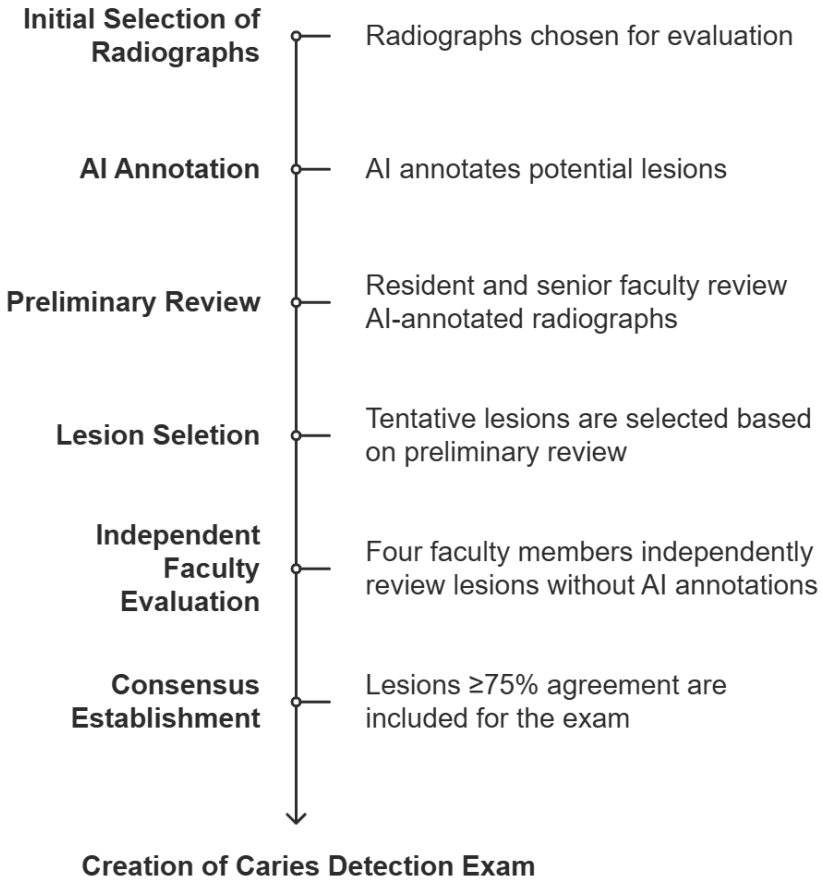 Initial Selection of
Radiographs
Radiographs chosen for evaluation
AI Annotation
AI annotates potential lesions
Preliminary Review
Resident and senior faculty review
AI-annotated radiographs
Lesion Seletion
Tentative lesions are selected based
on preliminary review
Independent
Faculty
Evaluation
Four faculty members independently
review lesions without AI annotations
Consensus
Establishment
Lesions ≥75% agreement are
included for the exam
Creation of Caries Detection Exam